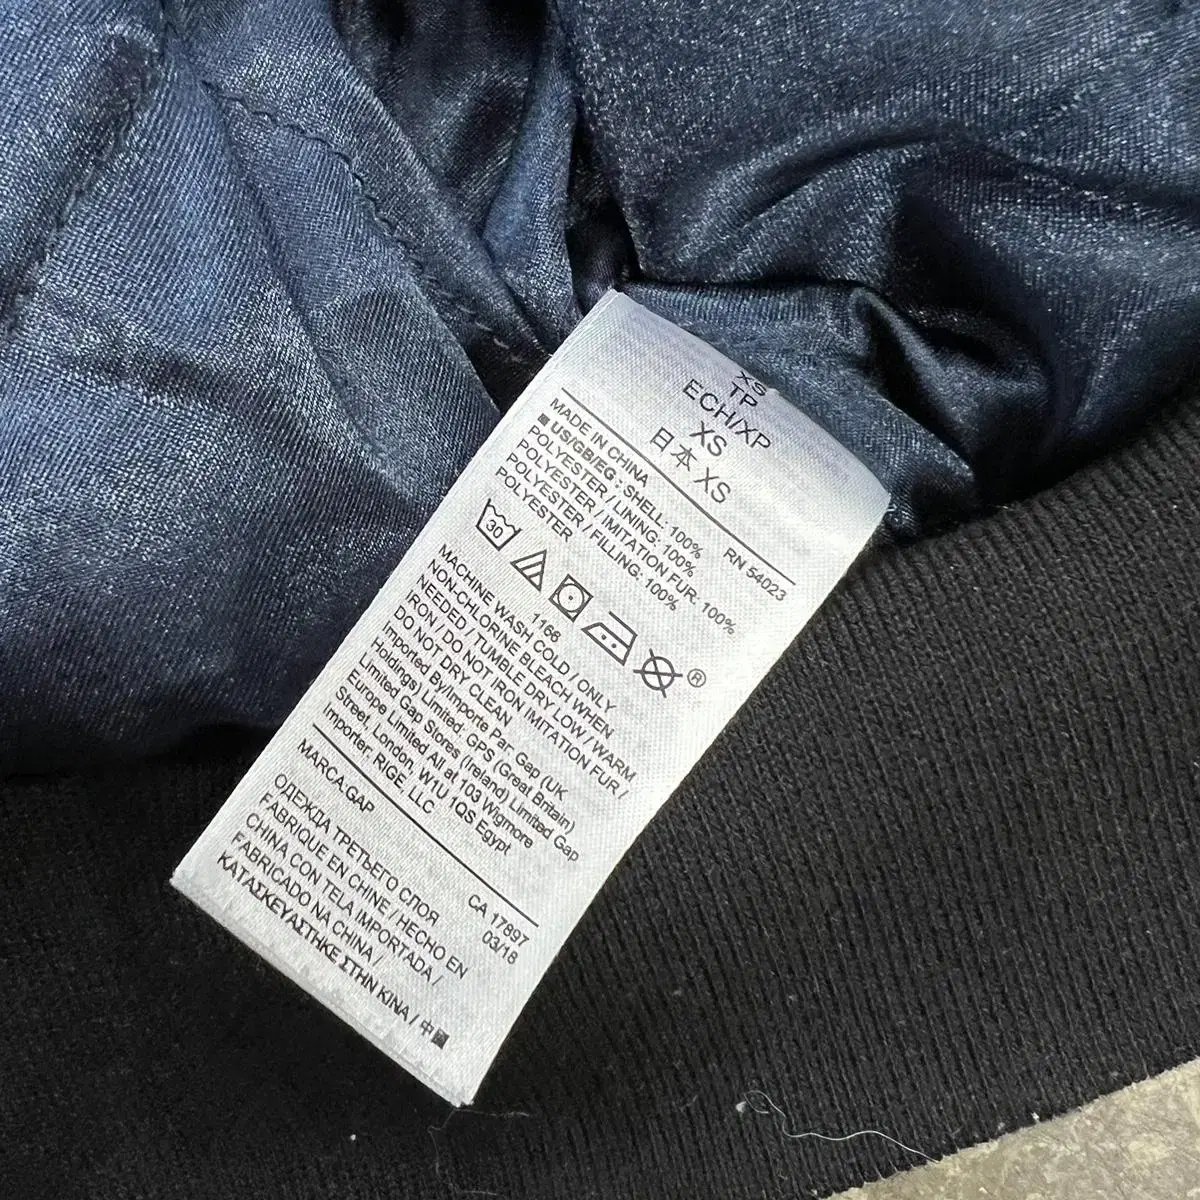 XS
TP
ECH/XP
XS
日本 XS
MADE IN CHINA
RN 54023
US/GB/EG : SHELL: 100%
POLYESTER / LINING: 100%
POLYESTER / IMITATION FUR. 100%
POLYESTER / FILLING: 100%
POLYESTER
30
1166
®
MACHINE WASH COLD / ONLY
NON-CHLORINE BLEACH WHEN
NEEDED / TUMBLE DRY LOW / WARM
IRON / DO NOT IRON IMITATION FUR /
DO NOT DRY CLEAN
Imported By/Importe Par Gap (UK
Holdings) Limited: GPS (Great Britain)
Limited Gap Stores (Ireland) Limited Gap
Europe Limited All at 103 Wigmore
Street, London, W1U 1QS Egypt
Importer, RIGE, LLC
MARCA:GAP
CA 17897
03/18
ОДЕЖДА ТРЕТЬЕГО СЛОЯ
FABRIQUE EN CHINE / HECHO EN
CHINA CON TELA IMPORTADA /
FABRICADO NA CHINA /
ΚΑΤΑΣΚΕΥΑΣΤΗΚΕ ΣΤΗΝ ΚΙΝΑ / 中國